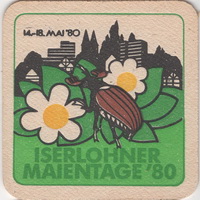 14.-18. MAI '80
ISERLOHNER
MAIENTAGE '80